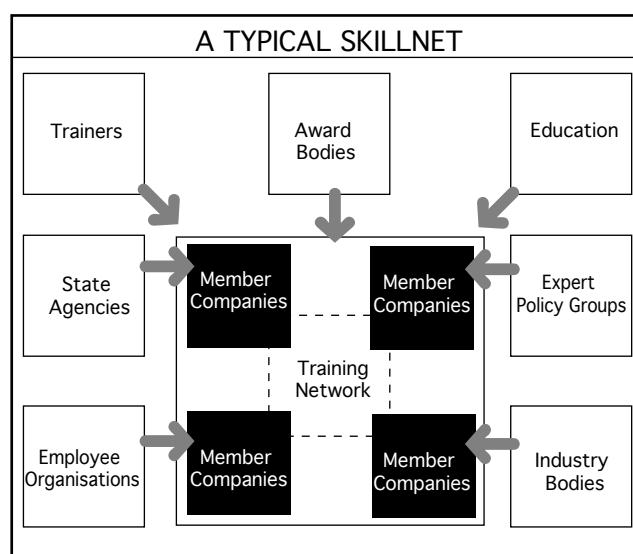 A TYPICAL SKILLNET
Trainers
Award
Bodies
Education
State
Agencies
Member
Companies
Member
Companies
Expert
Policy Groups
Training
Network
Employee
Organisations
Member
Companies
Member
Companies
Industry
Bodies